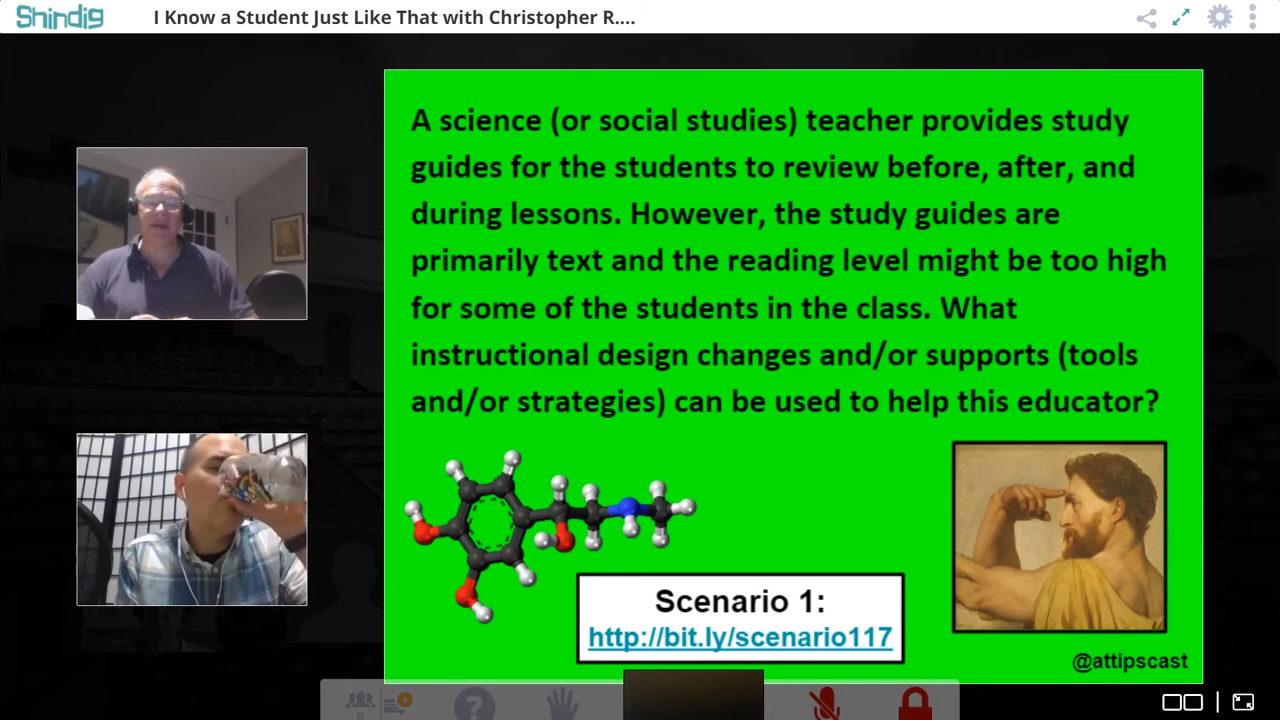 Shindig
I Know a Student Just Like That with Christopher R....
A science (or social studies) teacher provides study
guides for the students to review before, after, and
during lessons. However, the study guides are
primarily text and the reading level might be too high
for some of the students in the class. What
instructional design changes and/or supports (tools
and/or strategies) can be used to help this educator?
Scenario 1:
http://bit.ly/scenario117
@attipscast